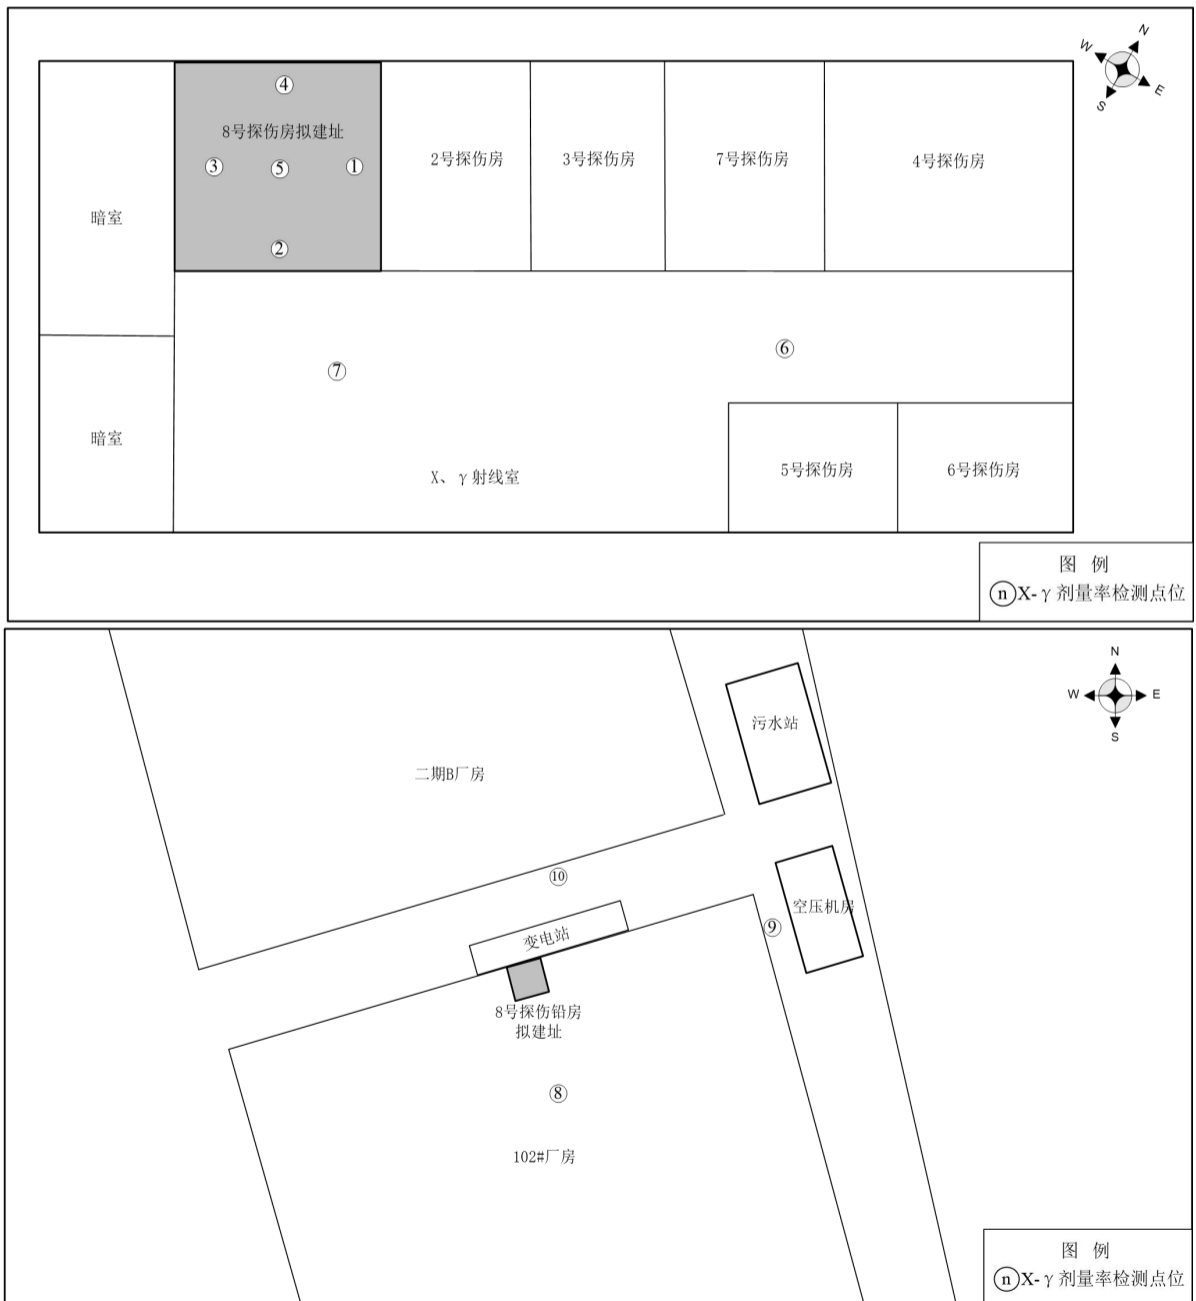 N
W
E
S
④
8号探伤房拟建址
③
⑤
①
②
2号探伤房
3号探伤房
7号探伤房
4号探伤房
暗室
⑥
⑦
暗室
X、γ射线室
5号探伤房
6号探伤房
图 例
ⓝX-γ剂量率检测点位
N
W
E
S
污水站
二期B厂房
⑩
空压机房
⑨
变电站
8号探伤铅房
拟建址
⑧
102#厂房
图 例
ⓝX-γ剂量率检测点位